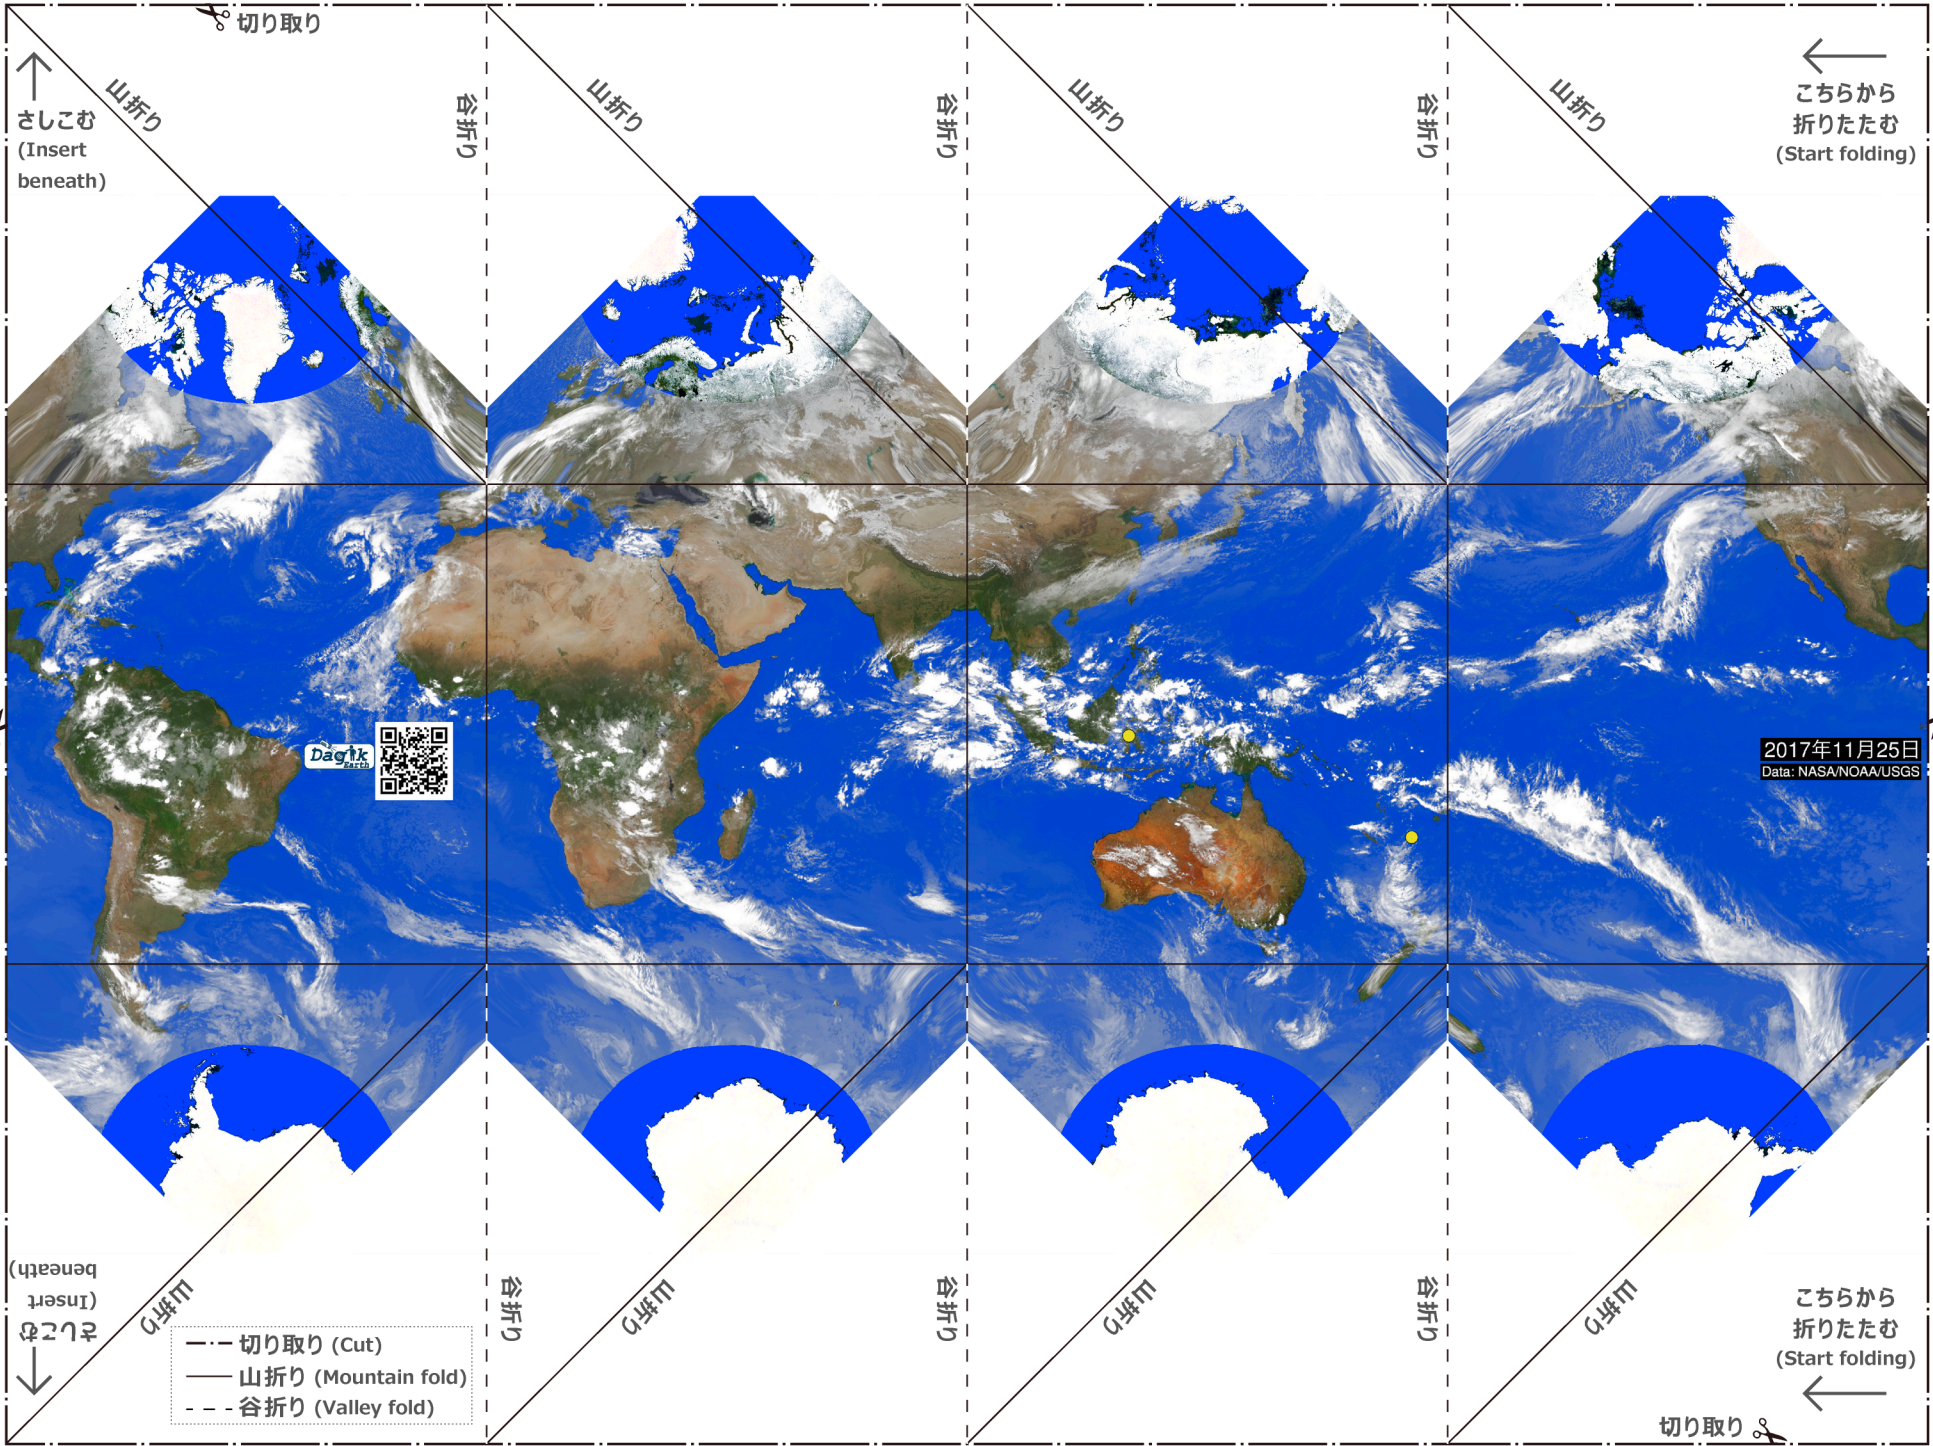 切り取り
山折り
谷折り
山折り
谷折り
山折り
谷折り
山折り
こちらから
折りたたむ
(Start folding)
さしこむ
(Insert
beneath)
Dagik
Earth
2017年11月25日
Data: NASA/NOAA/USGS
さしこむ
(Insert
beneath)
山折り
谷折り
山折り
谷折り
山折り
谷折り
山折り
こちらから
折りたたむ
(Start folding)
切り取り (Cut)
山折り (Mountain fold)
谷折り (Valley fold)
切り取り